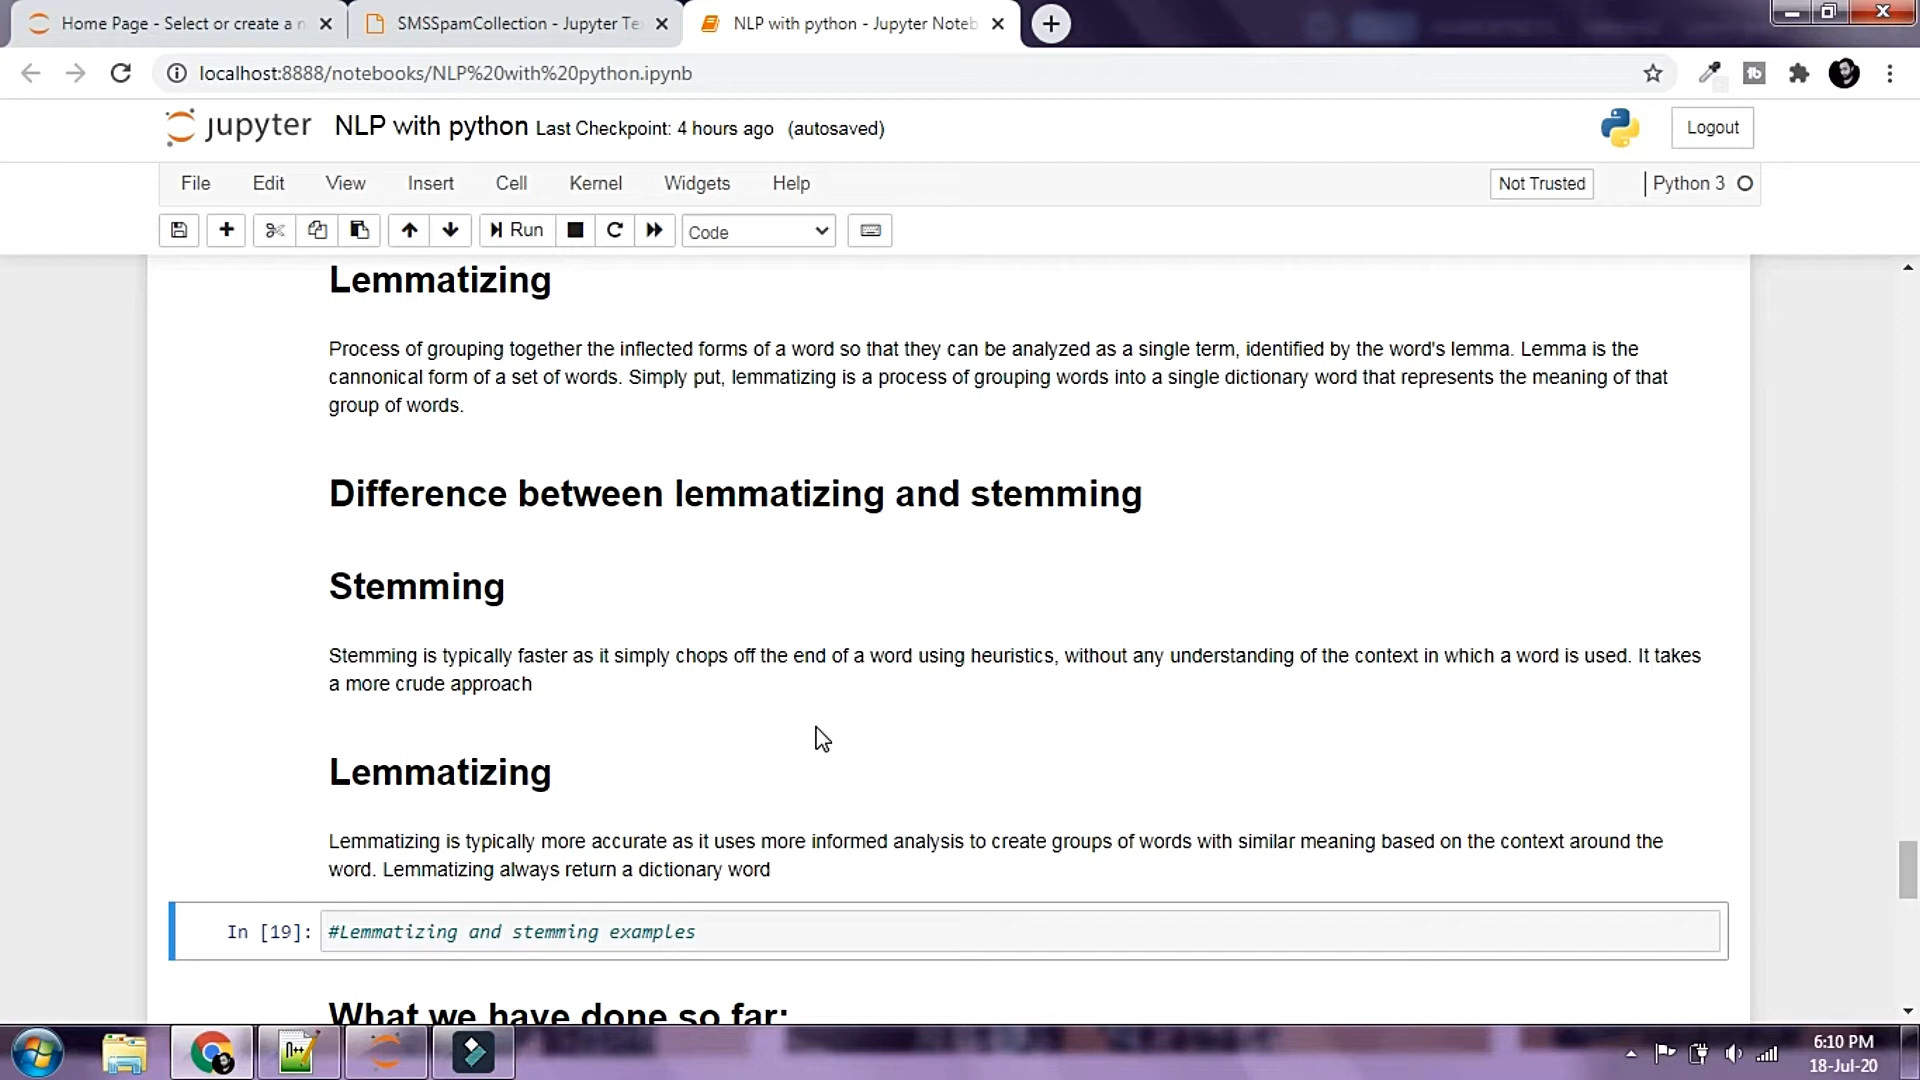 Home Page - Select or create a n
SMSSpamCollection - Jupyter Te
NLP with python - Jupyter Noteb
localhost:8888/notebooks/NLP%20with%20python.ipynb
jupyter NLP with python Last Checkpoint: 4 hours ago (autosaved)
Logout
File Edit View Insert Cell Kernel Widgets Help
Not Trusted
Python 3
Run
Code
Lemmatizing
Process of grouping together the inflected forms of a word so that they can be analyzed as a single term, identified by the word's lemma. Lemma is the
cannonical form of a set of words. Simply put, lemmatizing is a process of grouping words into a single dictionary word that represents the meaning of that
group of words.
Difference between lemmatizing and stemming
Stemming
Stemming is typically faster as it simply chops off the end of a word using heuristics, without any understanding of the context in which a word is used. It takes
a more crude approach
Lemmatizing
Lemmatizing is typically more accurate as it uses more informed analysis to create groups of words with similar meaning based on the context around the
word. Lemmatizing always return a dictionary word
In [19]: #Lemmatizing and stemming examples
What we have done so far:
6:10 PM
18-Jul-20